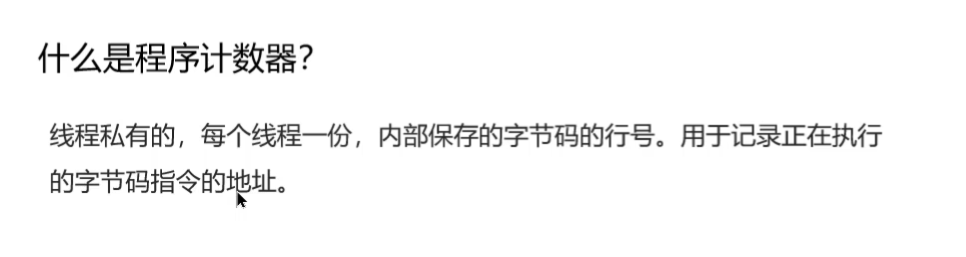 什么是程序计数器？
线程私有的，每个线程一份，内部保存的字节码的行号。用于记录正在执行
的字节码指令的地址。